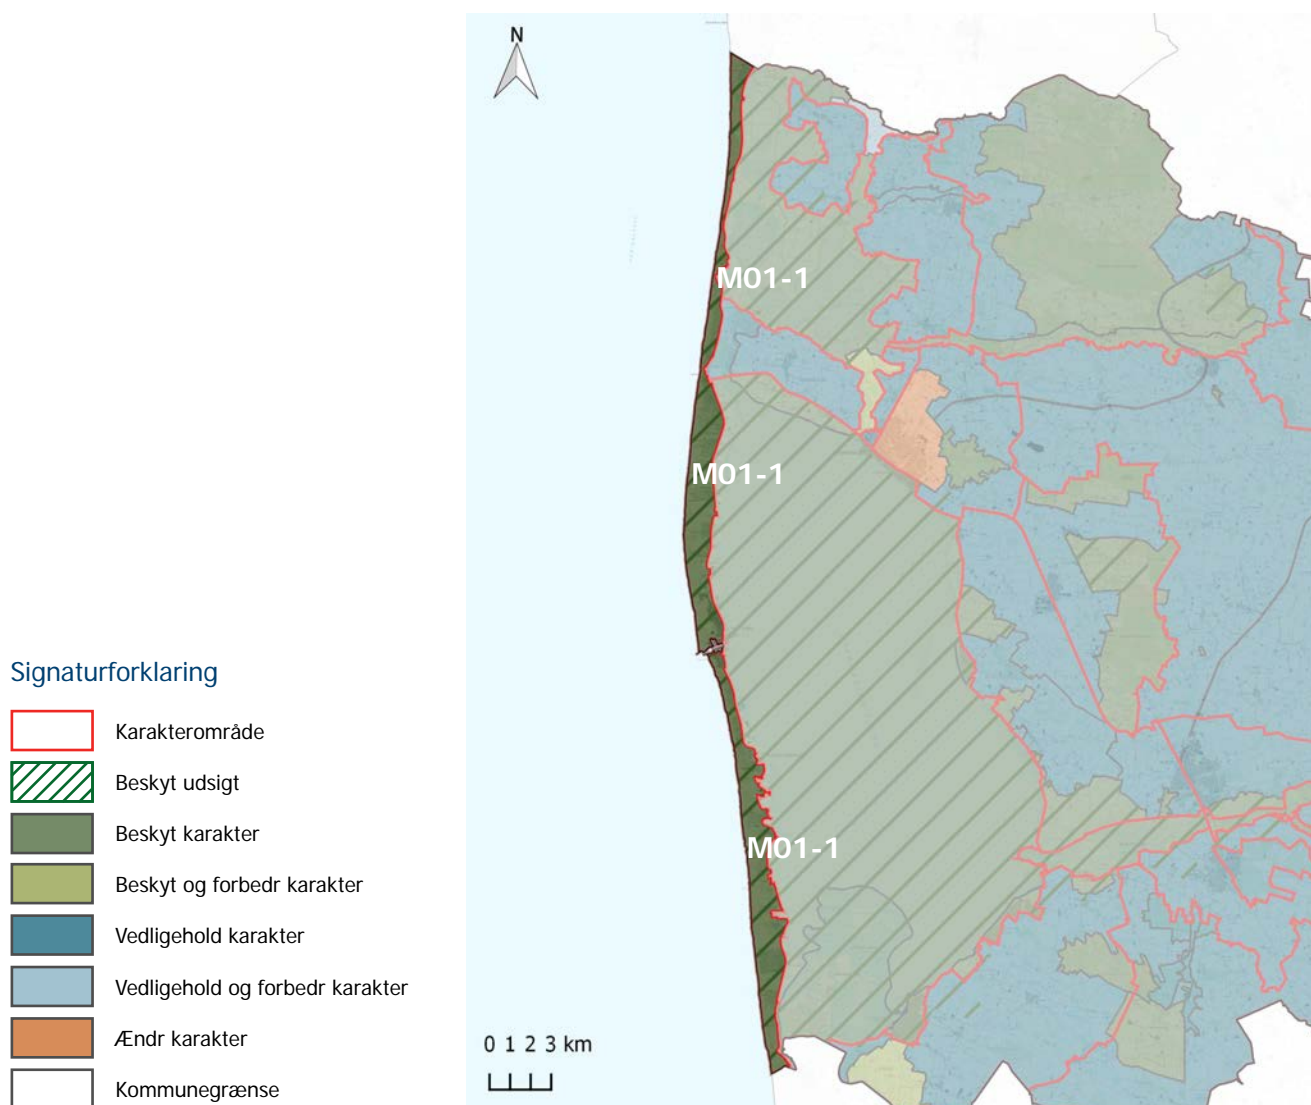 N
M01-1
M01-1
M01-1
0 1 2 3 km
Signaturforklaring
Karakterområde
Beskyt udsigt
Beskyt karakter
Beskyt og forbedr karakter
Vedligehold karakter
Vedligehold og forbedr karakter
Ændr karakter
Kommunegrænse